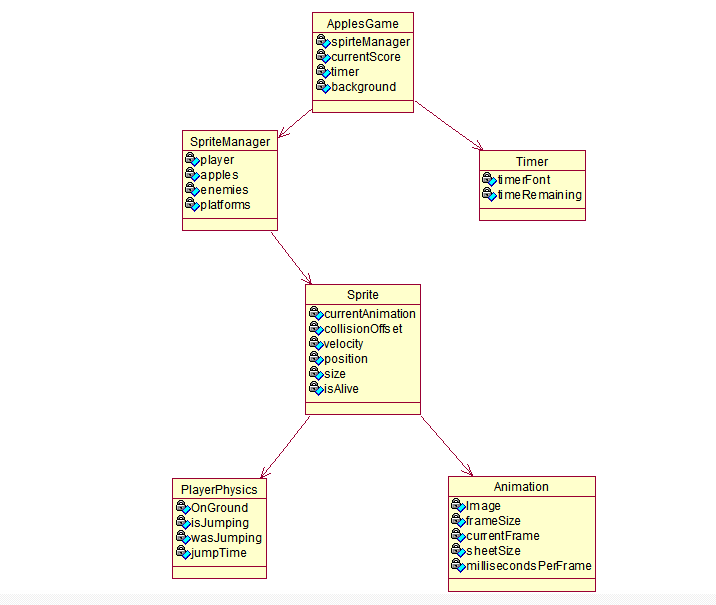 ApplesGame
spirteManager
currentScore
timer
background
SpriteManager
player
apples
enemies
platforms
Timer
timerFont
timeRemaining
Sprite
currentAnimation
collisionOffset
velocity
position
size
isAlive
PlayerPhysics
OnGround
isJumping
wasJumping
jumpTime
Animation
Image
frameSize
currentFrame
sheetSize
millisecondsPerFrame